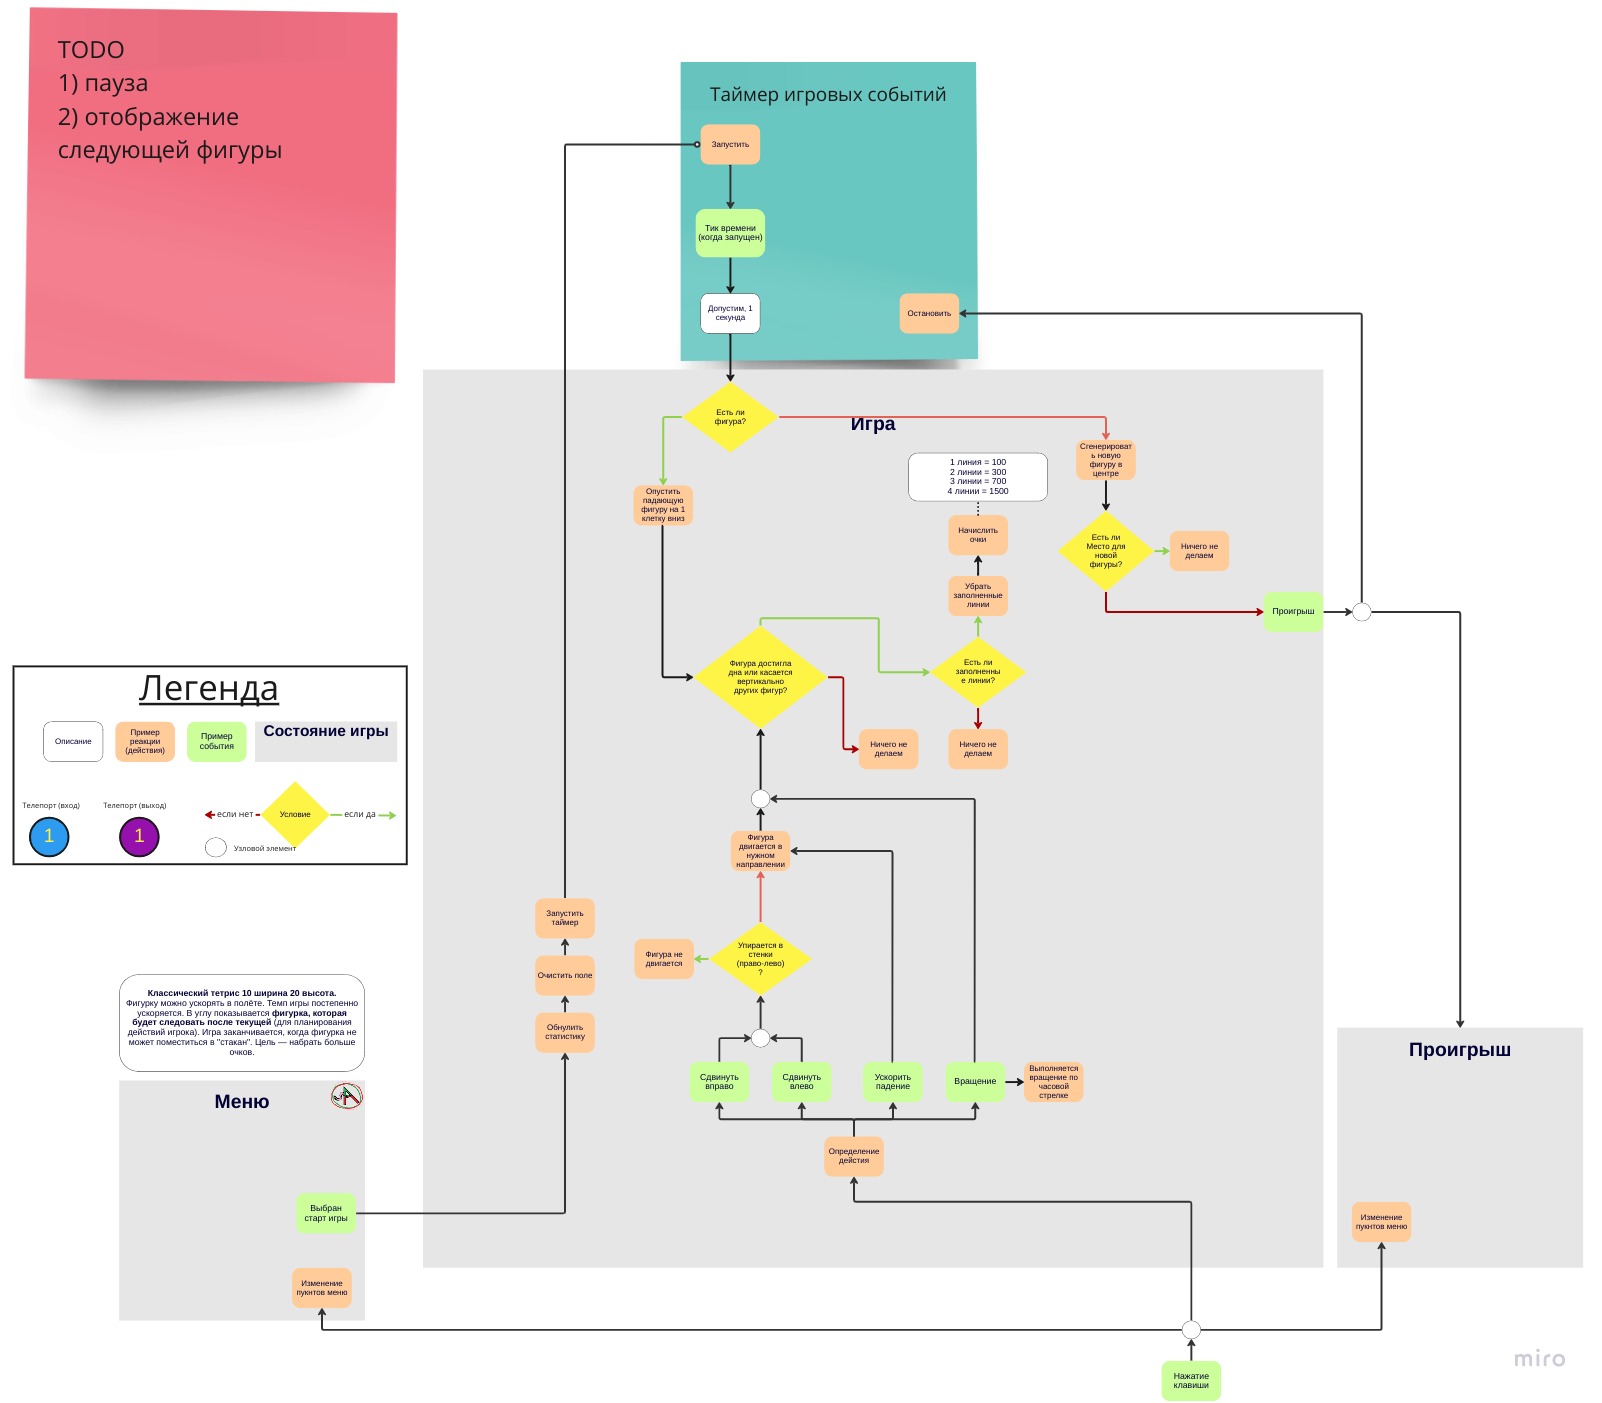 TODO
1) пауза
2) отображение
следующей фигуры
Таймер игровых событий
Запустить
Тик времени
(когда запущен)
Допустим, 1
секунда
Остановить
Игра
Есть ли
фигура?
Сгенерироват
ь новую
фигуру в
центре
1 линия = 100
2 линии = 300
3 линии = 700
4 линии = 1500
Опустить
падающую
фигуру на 1
клетку вниз
Начислить
очки
Есть ли
Место для
новой
фигуры?
Ничего не
делаем
Убрать
заполненные
линии
Проигрыш
Фигура достигла
дна или касается
вертикально
других фигур?
Есть ли
заполненны
е линии?
Ничего не
делаем
Ничего не
делаем
Легенда
Описание
Пример
реакции
(действия)
Пример
события
Состояние игры
Телепорт (вход)
1
Телепорт (выход)
1
если нет
Условие
если да
Узловой элемент
Фигура
двигается в
нужном
направлении
Запустить
таймер
Фигура не
двигается
Упирается в
стенки
(право-лево)
?
Очистить поле
Обнулить
статистику
Классический тетрис 10 ширина 20 высота.
Фигурку можно ускорять в полёте. Темп игры постепенно
ускоряется. В углу показывается фигурка, которая
будет следовать после текущей (для планирования
действий игрока). Игра заканчивается, когда фигурка не
может поместиться в "стакан". Цель — набрать больше
очков.
Сдвинуть
вправо
Сдвинуть
влево
Ускорить
падение
Вращение
Выполняется
вращение по
часовой
стрелке
Определение
дейстия
Меню
Выбран
старт игры
Изменение
пукнтов меню
Проигрыш
Изменение
пукнтов меню
Нажатие
клавиши
miro